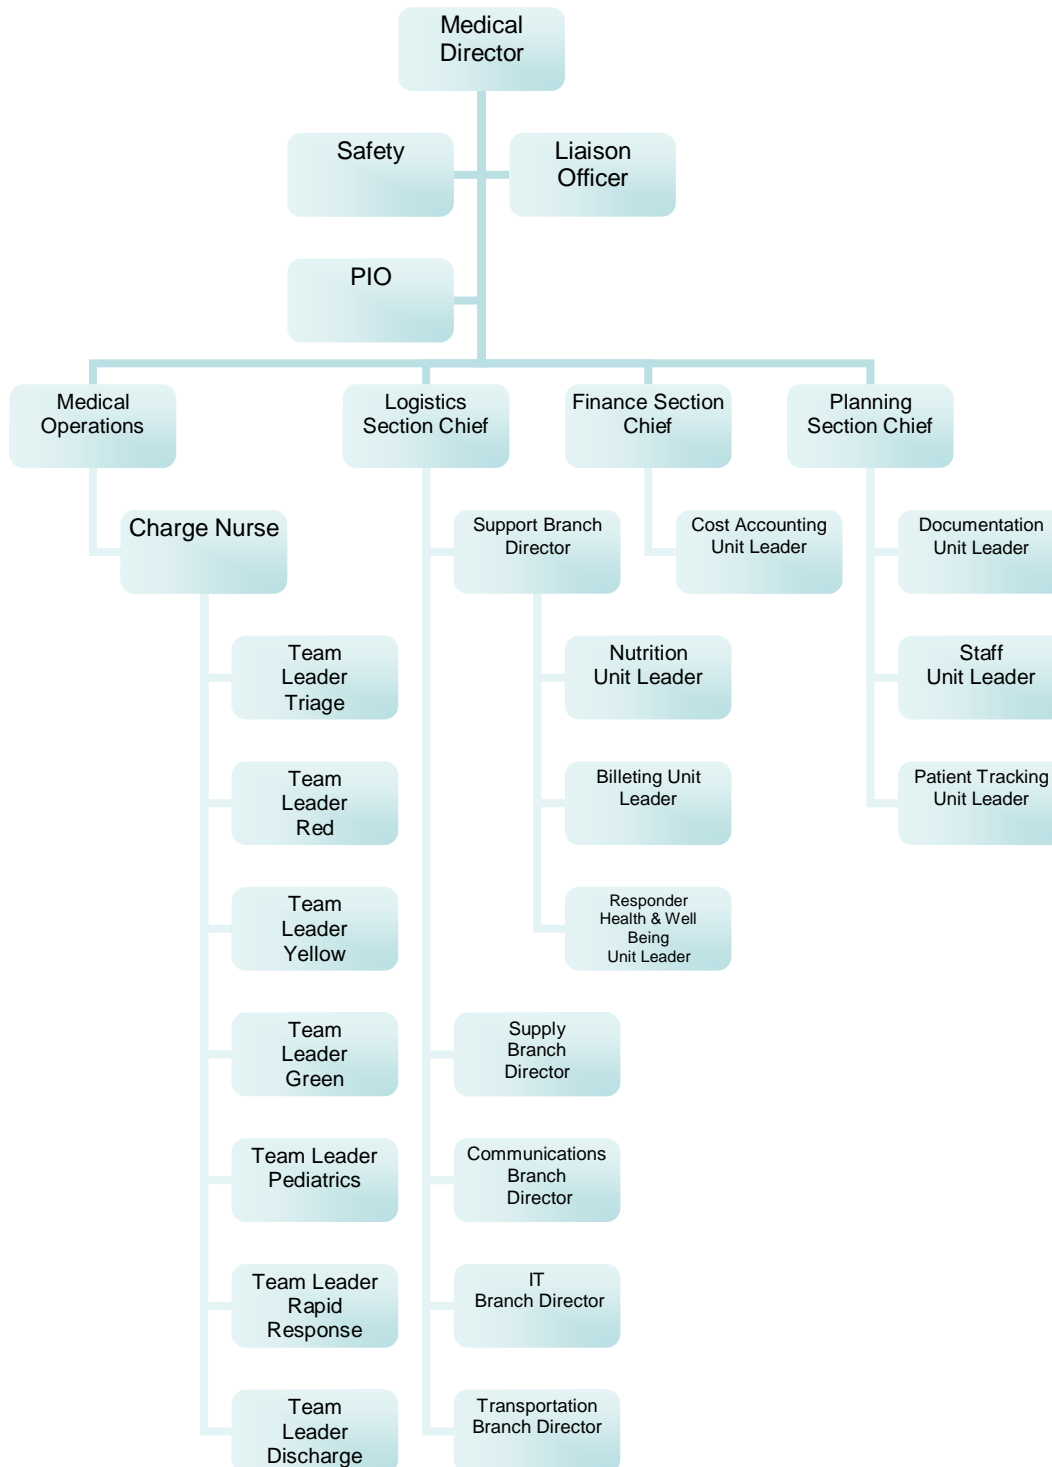 Medical
Director
Safety
Liaison
Officer
PIO
Medical
Operations
Logistics
Section Chief
Finance Section
Chief
Planning
Section Chief
Charge Nurse
Support Branch
Director
Cost Accounting
Unit Leader
Documentation
Unit Leader
Team
Leader
Triage
Nutrition
Unit Leader
Staff
Unit Leader
Team
Leader
Red
Billeting Unit
Leader
Patient Tracking
Unit Leader
Team
Leader
Yellow
Responder
Health & Well
Being
Unit Leader
Team
Leader
Green
Supply
Branch
Director
Team Leader
Pediatrics
Communications
Branch
Director
Team Leader
Rapid
Response
IT
Branch Director
Team
Leader
Discharge
Transportation
Branch Director